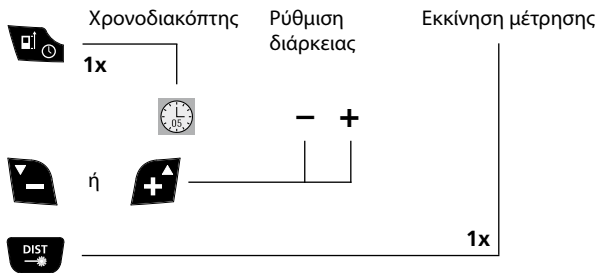 Χρονοδιακόπτης
Ρύθμιση
διάρκειας
Εκκίνηση μέτρησης
1x
05
− +
− ή +
1x
DIST